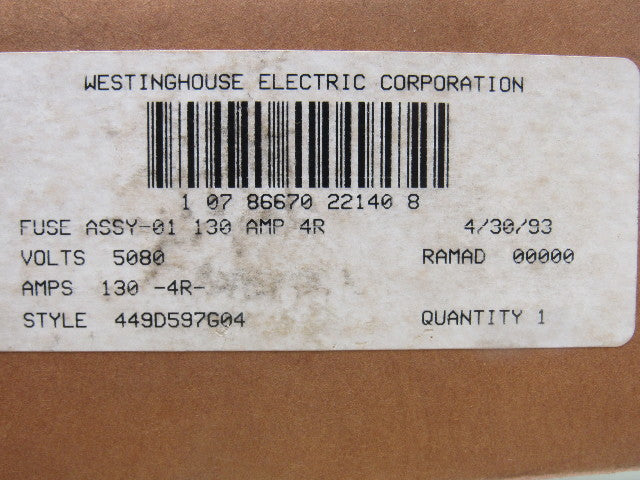 WESTINGHOUSE ELECTRIC CORPORATION
1 07 86670 22140 8
FUSE ASSY-01 130 AMP 4R 4/30/93
VOLTS 5080 RAMAD 00000
AMPS 130 -4R-
STYLE 449D597G04 QUANTITY 1